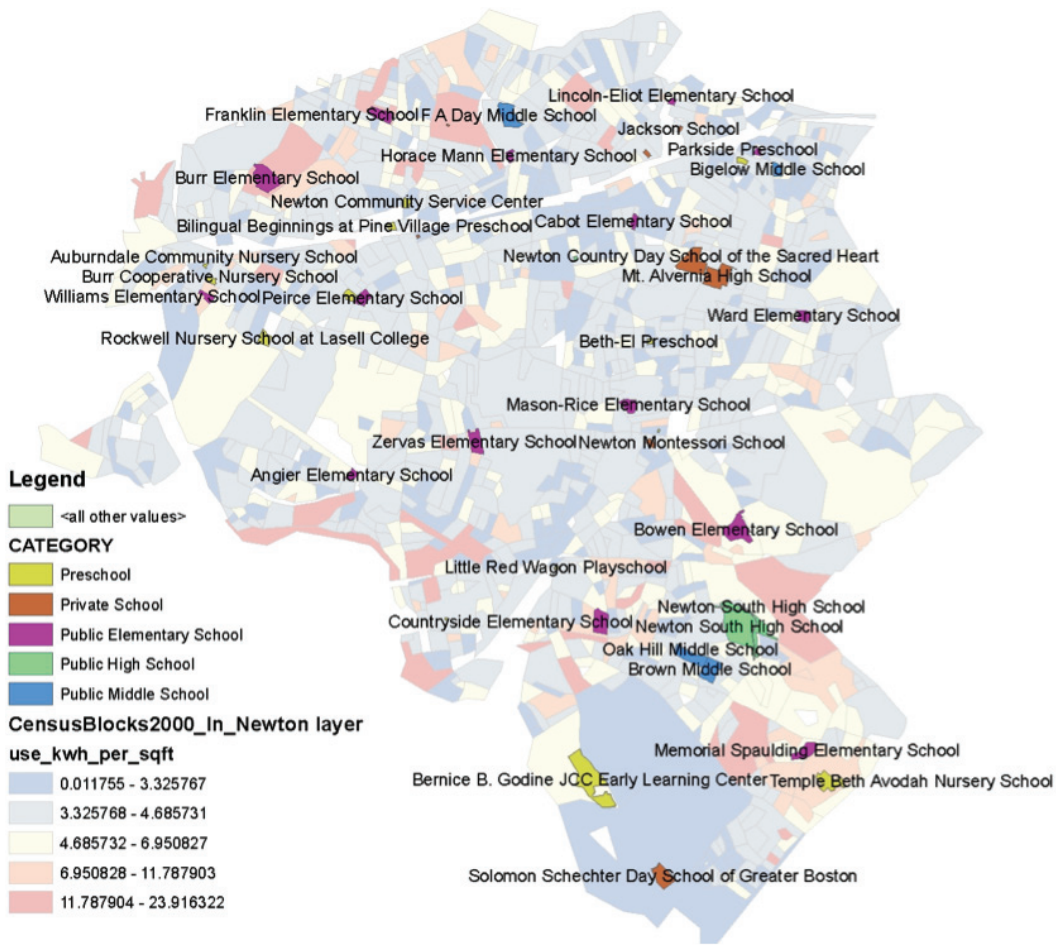 Lincoln-Eliot Elementary School
Franklin Elementary School
F A Day Middle School
Jackson School
Horace Mann Elementary School
Parkside Preschool
Bigelow Middle School
Burr Elementary School
Newton Community Service Center
Bilingual Beginnings at Pine Village Preschool
Cabot Elementary School
Auburndale Community Nursery School
Newton Country Day School of the Sacred Heart
Burr Cooperative Nursery School
Mt. Alvernia High School
Williams Elementary School
Peirce Elementary School
Ward Elementary School
Rockwell Nursery School at Lasell College
Beth-El Preschool
Mason-Rice Elementary School
Zervas Elementary School
Newton Montessori School
Angier Elementary School
Bowen Elementary School
Little Red Wagon Playschool
Newton South High School
Countryside Elementary School
Newton South High School
Oak Hill Middle School
Brown Middle School
Memorial Spaulding Elementary School
Bernice B. Godine JCC Early Learning Center
Temple Beth Avodah Nursery School
Solomon Schechter Day School of Greater Boston
Legend
<all other values>
CATEGORY
Preschool
Private School
Public Elementary School
Public High School
Public Middle School
CensusBlocks2000_In_Newton layer
use_kwh_per_sqft
0.011755 - 3.325767
3.325768 - 4.685731
4.685732 - 6.950827
6.950828 - 11.787903
11.787904 - 23.916322